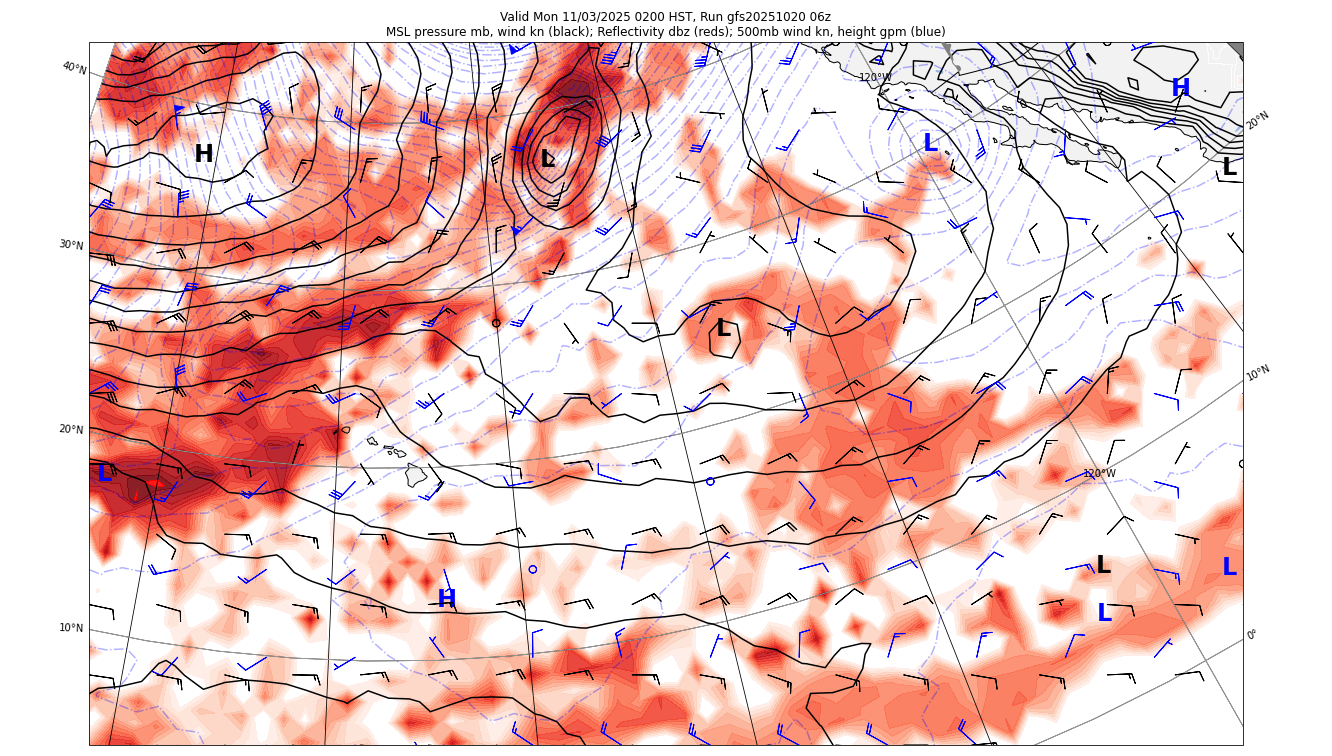 Valid Mon 11/03/2025 0200 HST, Run gfs20251020 06z
MSL pressure mb, wind kn (black); Reflectivity dbz (reds); 500mb wind kn, height gpm (blue)
40°N
120°W
H
20°N
H
L
L
L
30°N
L
10°N
20°N
L
120°W
L
L
H
L
10°N
0°